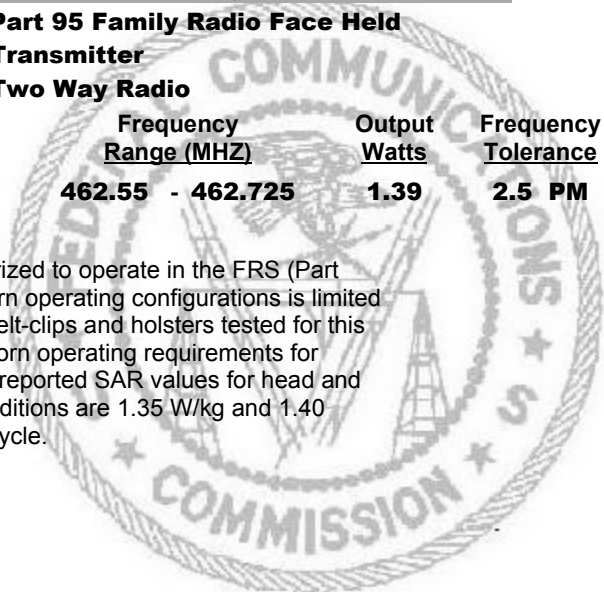 Part 95 Family Radio Face Held
Transmitter
Two Way Radio
Frequency Output Frequency
Range (MHZ) Watts Tolerance
462.55 - 462.725 1.39 2.5 PM
rized to operate in the FRS (Part
rn operating configurations is limited
elt-clips and holsters tested for this
orn operating requirements for
reported SAR values for head and
ditions are 1.35 W/kg and 1.40
ycle.
FEDERAL COMMUNICATIONS
COMMISSION